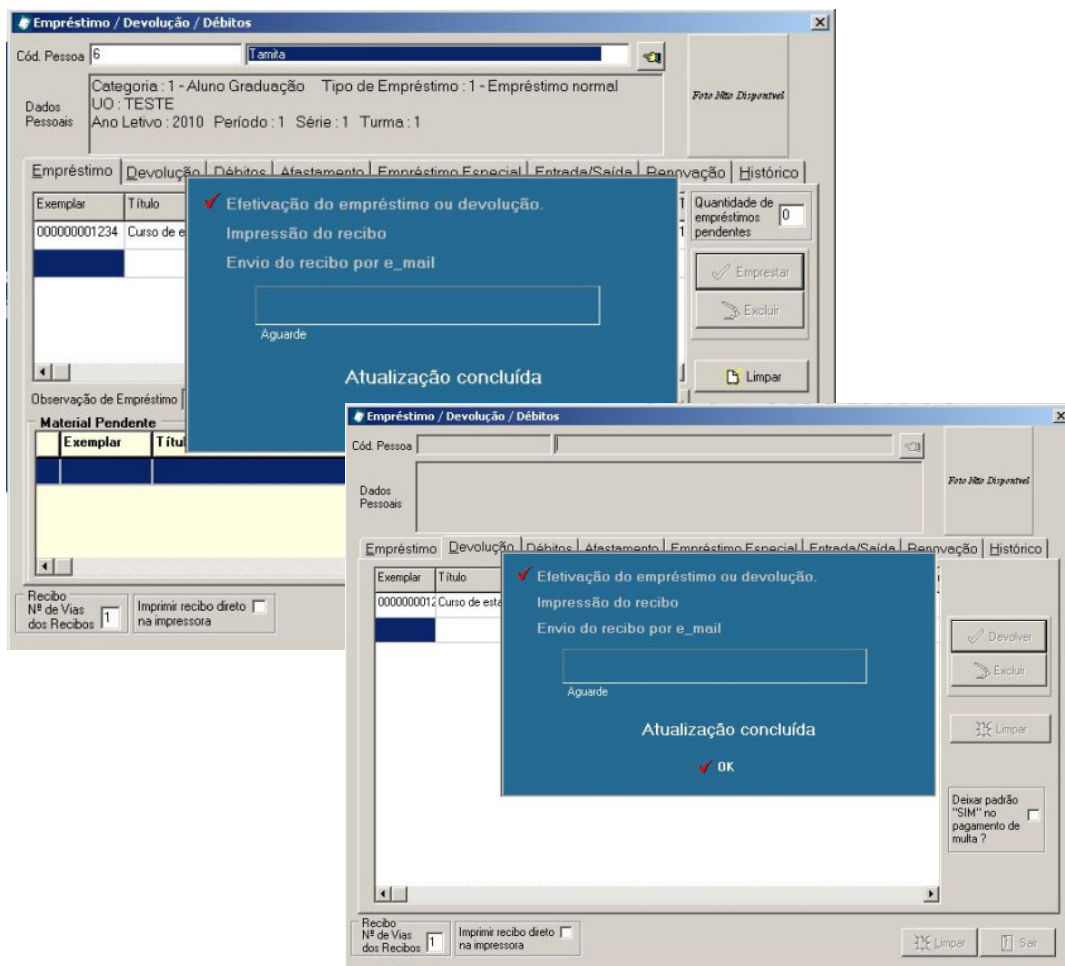 Empréstimo / Devolução / Débitos
Cód. Pessoa 6 Tamita
Dados Pessoais
Categoria : 1 - Aluno Graduação Tipo de Empréstimo : 1 - Empréstimo normal
UO : TESTE
Ano Letivo : 2010 Período : 1 Série : 1 Turma : 1
Foto Não Disponível
Empréstimo Devolução Débitos Afastamento Empréstimo Especial Entrada/Saída Renovação Histórico
Exemplar Título
000000001234 Curso de e
Efetivação do empréstimo ou devolução.
Impressão do recibo
Envio do recibo por e_mail
Aguarde
Atualização concluída
Quantidade de
empréstimos 0
pendentes
Emprestar
Excluir
Limpar
Observação de Empréstimo
Material Pendente
Exemplar Títul
Recibo
Nº de Vias
dos Recibos 1
Imprimir recibo direto
na impressora
Empréstimo / Devolução / Débitos
Cód. Pessoa
Dados
Pessoais
Foto Não Disponível
Empréstimo Devolução Débitos Afastamento Empréstimo Especial Entrada/Saída Renovação Histórico
Exemplar Título
0000000012 Curso de esta
Efetivação do empréstimo ou devolução.
Impressão do recibo
Envio do recibo por e_mail
Aguarde
Atualização concluída
OK
Devolver
Excluir
Limpar
Deixar padrão
"SIM" no
pagamento de
multa ?
Recibo
Nº de Vias
dos Recibos 1
Imprimir recibo direto
na impressora
Limpar Sair